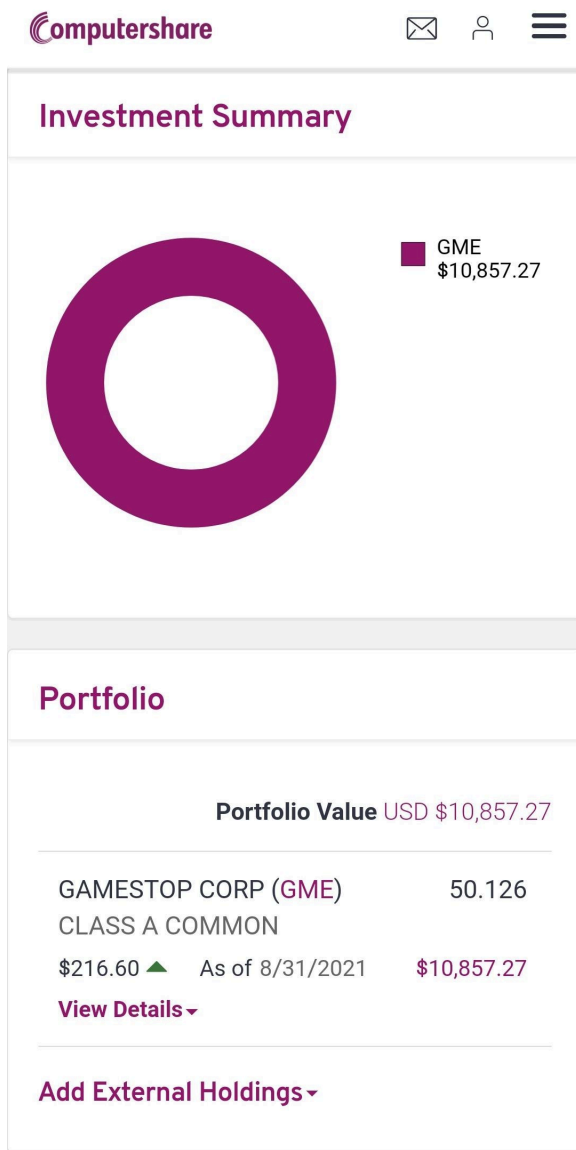 Computershare
Investment Summary
GME
$10,857.27
Portfolio
Portfolio Value USD $10,857.27
GAMESTOP CORP (GME) 50.126
CLASS A COMMON
$216.60 As of 8/31/2021 $10,857.27
View Details
Add External Holdings